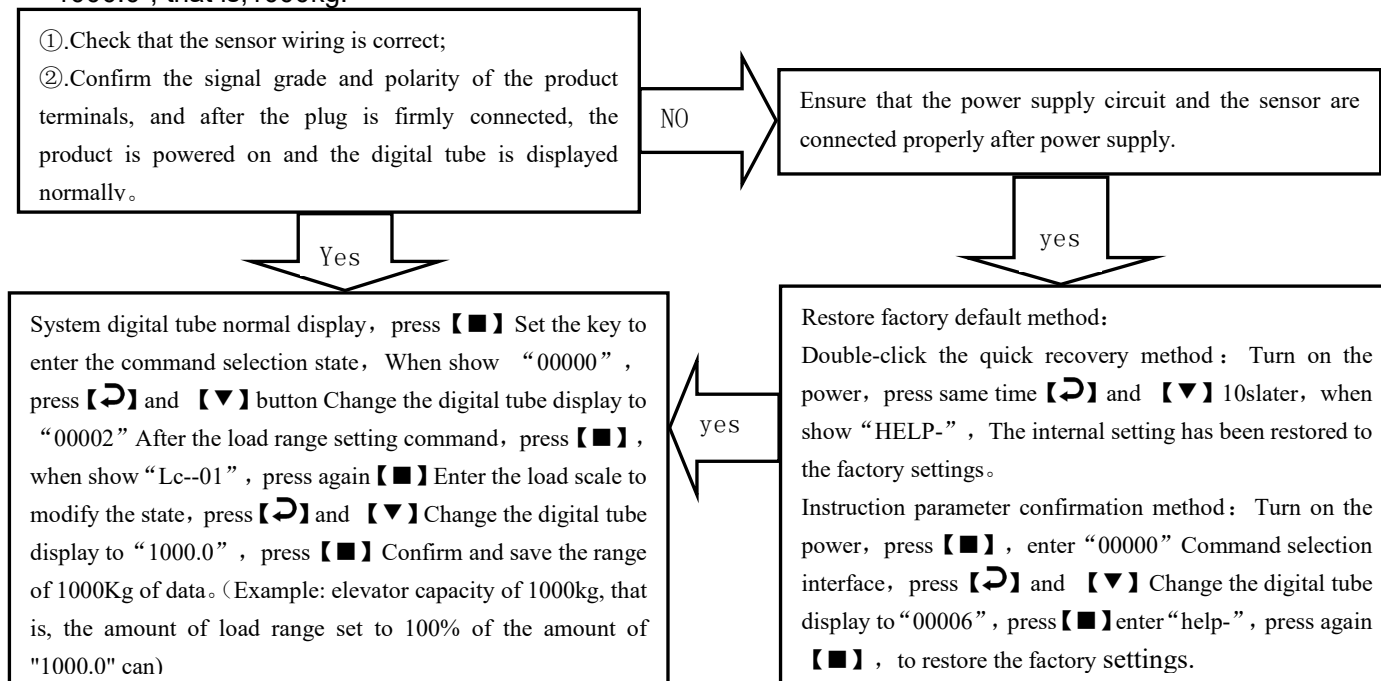 1000.0", that is,1000kg.
①.Check that the sensor wiring is correct;
②.Confirm the signal grade and polarity of the product
terminals, and after the plug is firmly connected, the
product is powered on and the digital tube is displayed
normally。
NO
Ensure that the power supply circuit and the sensor are
connected properly after power supply.
Yes
yes
System digital tube normal display，press【■】Set the key to
enter the command selection state，When show “00000”，
press【⮌】and 【▼】button Change the digital tube display to
“00002” After the load range setting command，press【■】，
when show“Lc--01”，press again【■】Enter the load scale to
modify the state，press【⮌】and 【▼】Change the digital tube
display to “1000.0”，press【■】Confirm and save the range
of 1000Kg of data。（Example: elevator capacity of 1000kg, that
is, the amount of load range set to 100% of the amount of
"1000.0" can)
yes
Restore factory default method：
Double-click the quick recovery method： Turn on the
power，press same time【⮌】and 【▼】10slater，when
show“HELP-”，The internal setting has been restored to
the factory settings。
Instruction parameter confirmation method： Turn on the
power，press【■】，enter“00000” Command selection
interface，press【⮌】and 【▼】Change the digital tube
display to“00006”，press【■】enter“help-”，press again
【■】，to restore the factory settings.